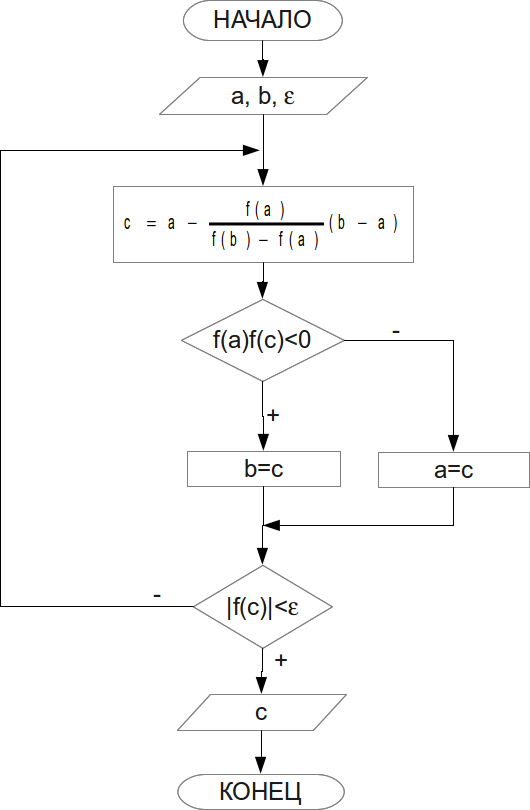 НАЧАЛО
a, b, ε
c = a − f(a)
f(b) − f(a) (b − a)
f(a)f(c)<0
-
+
b=c
a=c
-
|f(c)|<ε
+
c
КОНЕЦ